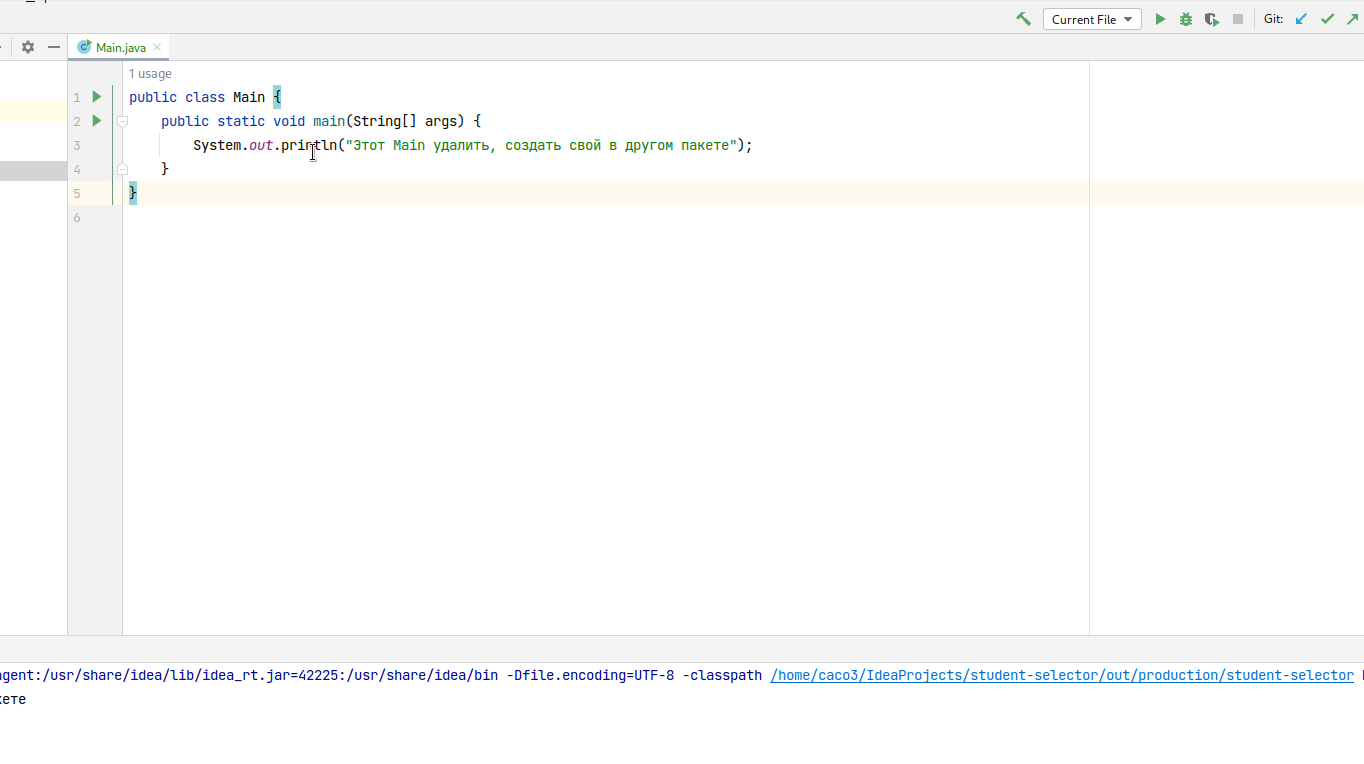 Current File
Git:
Main.java
1 usage
1 public class Main {
2 public static void main(String[] args) {
3 System.out.println("Этот Main удалить, создать свой в другом пакете");
4 }
5 }
6
agent:/usr/share/idea/lib/idea_rt.jar=42225:/usr/share/idea/bin -Dfile.encoding=UTF-8 -classpath /home/caco3/IdeaProjects/student-selector/out/production/student-selector
кете